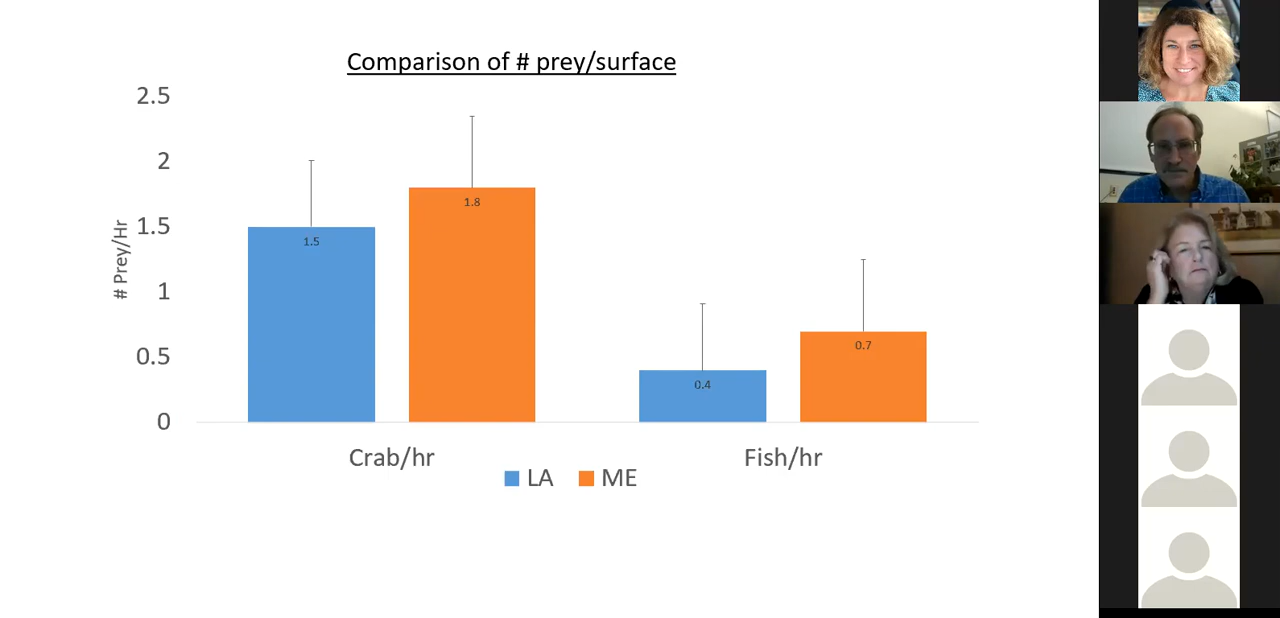 Comparison of # prey/surface
2.5
2
1.5
1
0.5
0
# Prey/Hr
1.5
1.8
0.4
0.7
Crab/hr
Fish/hr
LA
ME